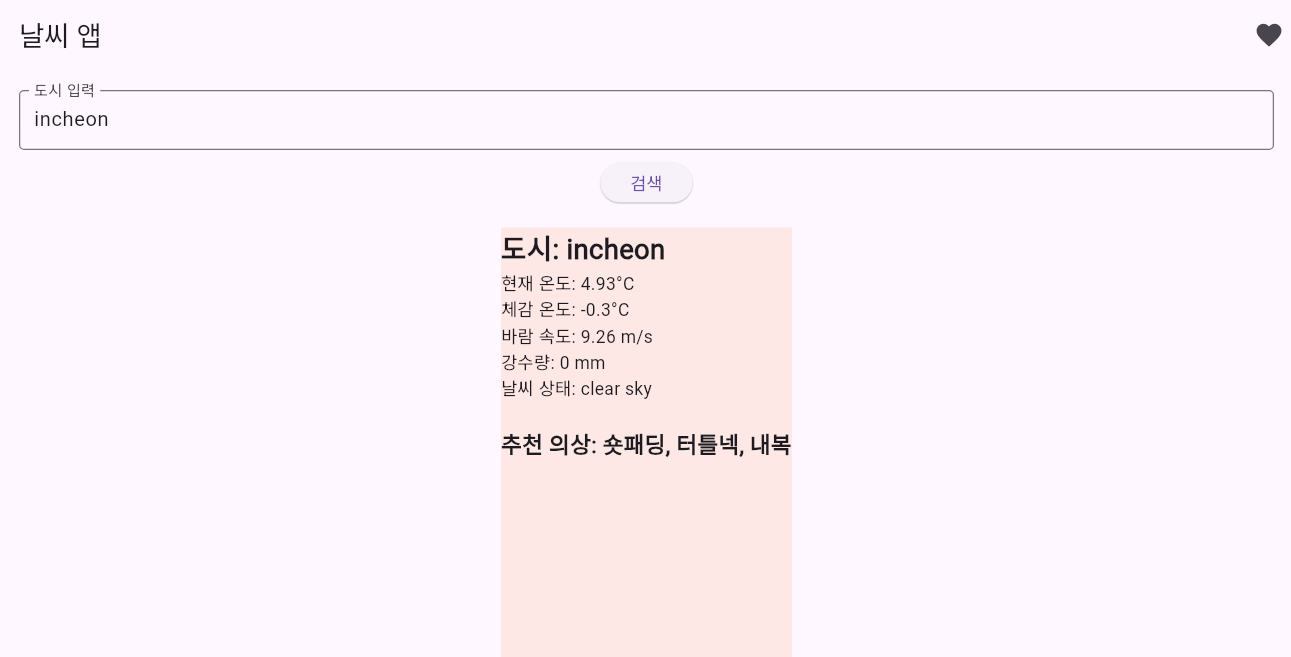 날씨 앱
도시 입력
incheon
검색
도시: incheon
현재 온도: 4.93°C
체감 온도: -0.3°C
바람 속도: 9.26 m/s
강수량: 0 mm
날씨 상태: clear sky
추천 의상: 숏패딩, 터틀넥, 내복